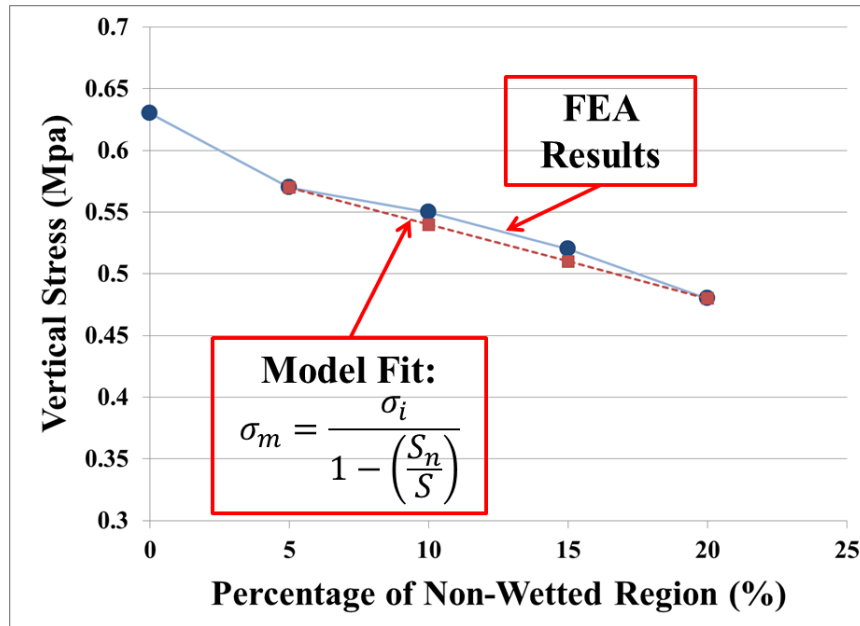 0.7
0.65
0.6
0.55
0.5
0.45
0.4
0.35
0.3
Vertical Stress (Mpa)
FEA
Results
Model Fit:
σₘ = σᵢ / (1 − (Sₙ/S))
0 5 10 15 20 25
Percentage of Non-Wetted Region (%)